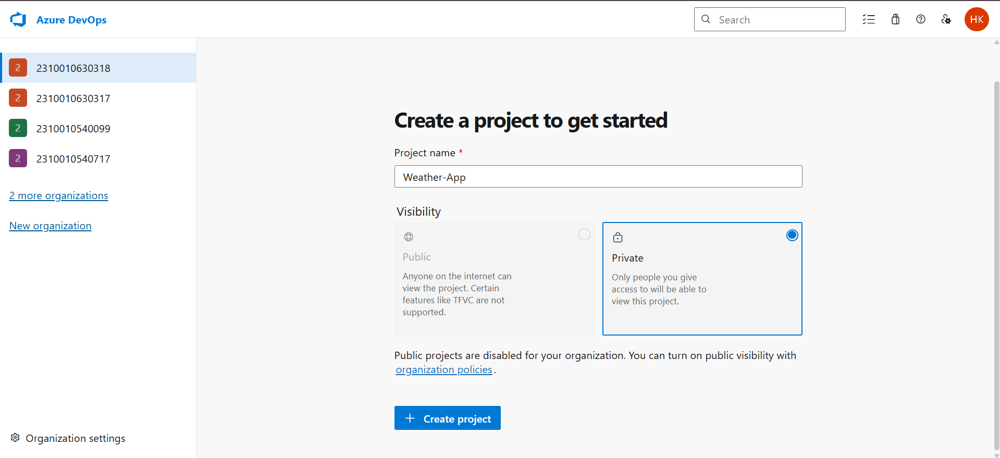 Azure DevOps
Search
HK
2 2310010630318
2 2310010630317
2 2310010540099
2 2310010540717
2 more organizations
New organization
Organization settings
Create a project to get started
Project name *
Weather-App
Visibility
Public
Anyone on the internet can
view the project. Certain
features like TFVC are not
supported.
Private
Only people you give
access to will be able to
view this project.
Public projects are disabled for your organization. You can turn on public visibility with
organization policies .
+ Create project